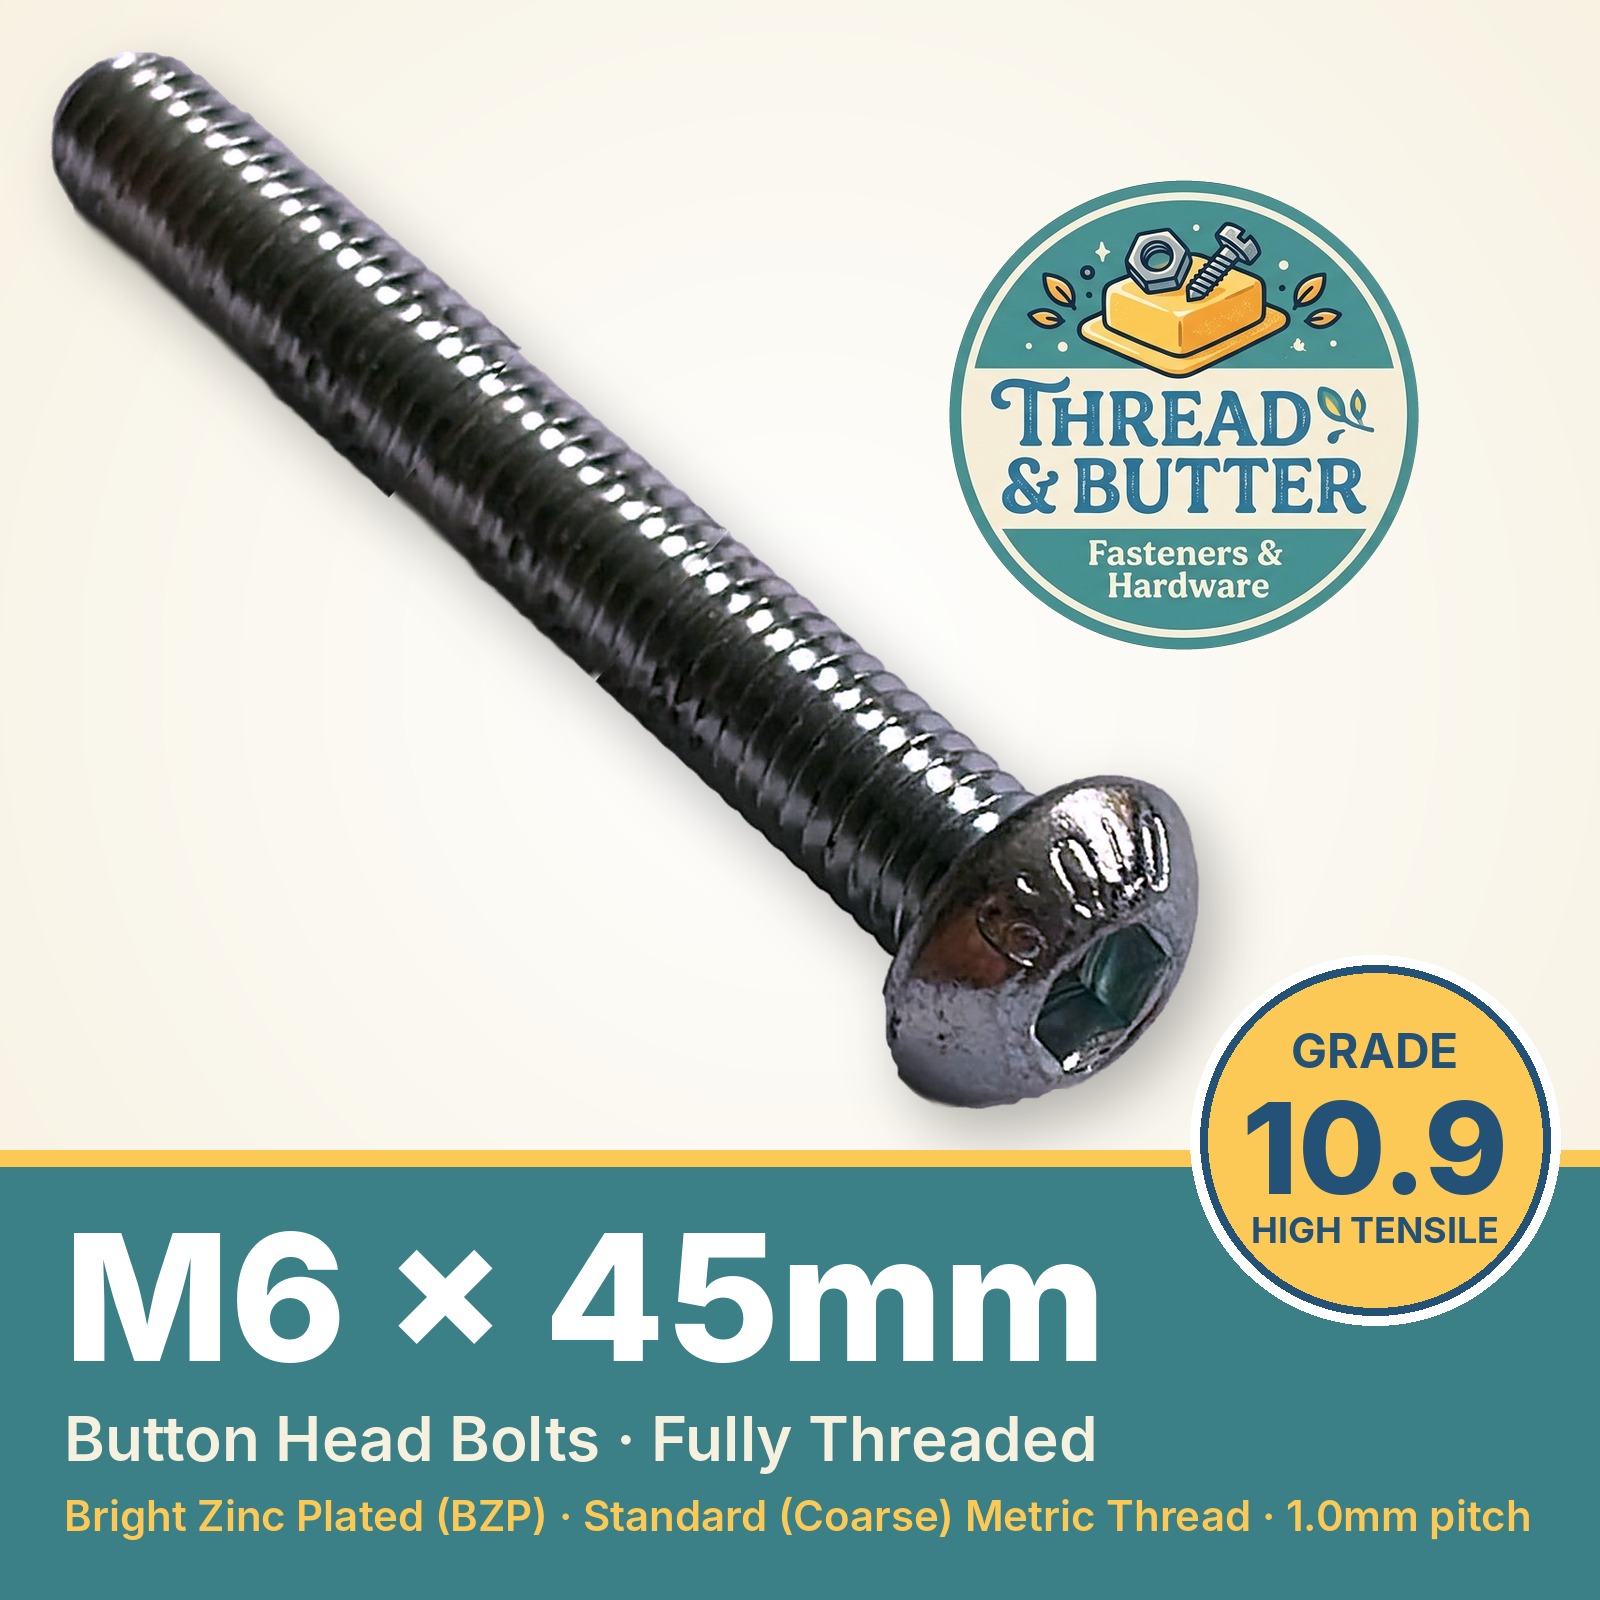 THREAD
& BUTTER
Fasteners &
Hardware
GRADE
10.9
HIGH TENSILE
M6 × 45mm
Button Head Bolts · Fully Threaded
Bright Zinc Plated (BZP) · Standard (Coarse) Metric Thread · 1.0mm pitch